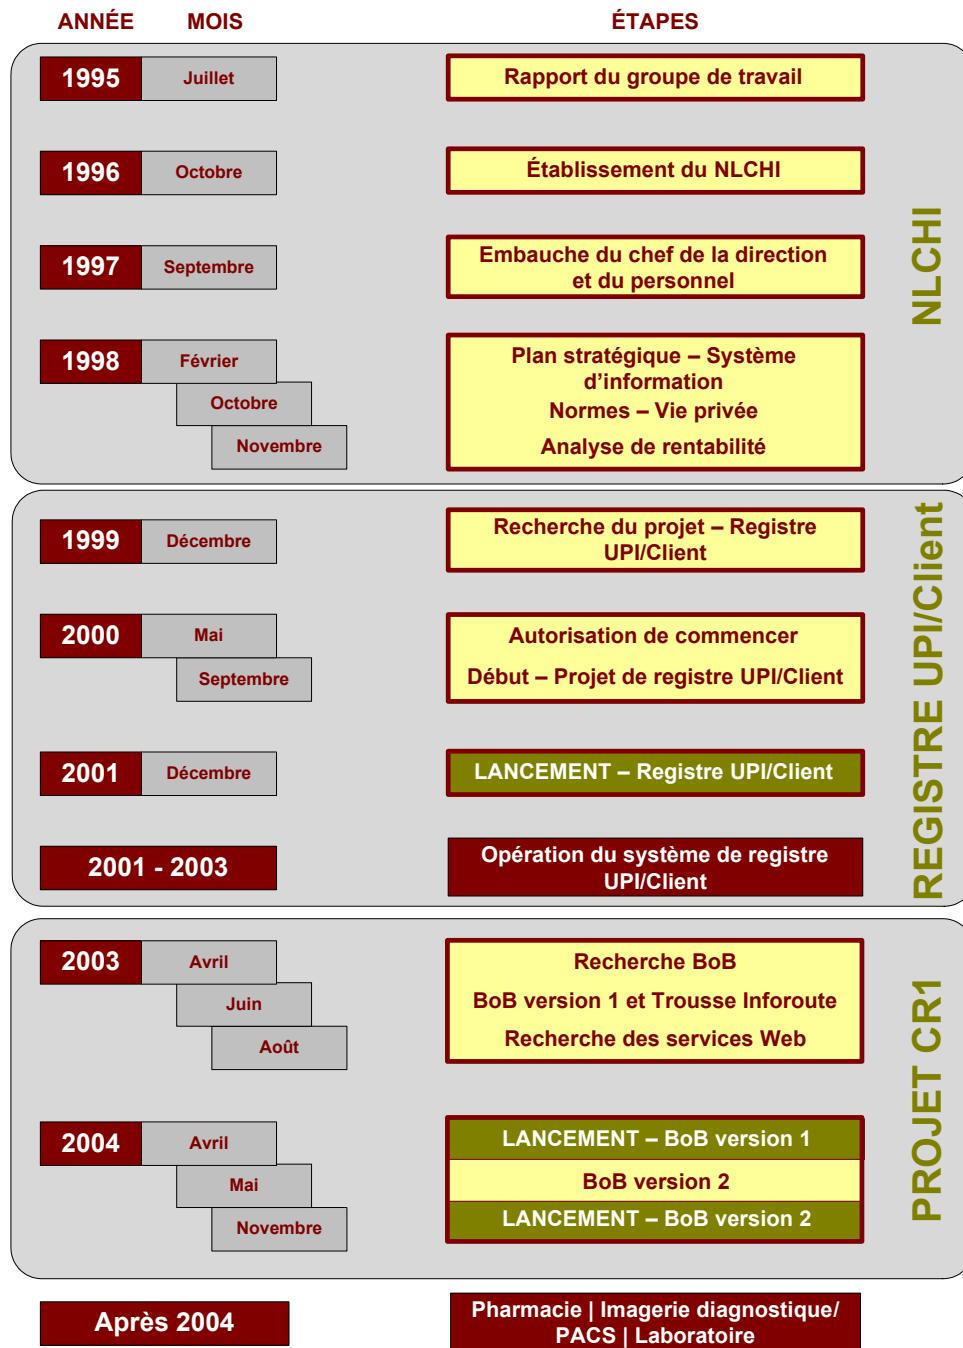 ANNÉE MOIS ÉTAPES
1995 Juillet Rapport du groupe de travail
1996 Octobre Établissement du NLCHI
1997 Septembre Embauche du chef de la direction
et du personnel
1998 Février Plan stratégique – Système
d’information
Octobre Normes – Vie privée
Novembre Analyse de rentabilité
NLCHI
1999 Décembre Recherche du projet – Registre
UPI/Client
2000 Mai Autorisation de commencer
Septembre Début – Projet de registre UPI/Client
2001 Décembre LANCEMENT – Registre UPI/Client
2001 - 2003 Opération du système de registre
UPI/Client
REGISTRE UPI/Client
2003 Avril Recherche BoB
Juin BoB version 1 et Trousse Inforoute
Août Recherche des services Web
2004 Avril LANCEMENT – BoB version 1
Mai BoB version 2
Novembre LANCEMENT – BoB version 2
PROJET CR1
Après 2004 Pharmacie | Imagerie diagnostique/
PACS | Laboratoire